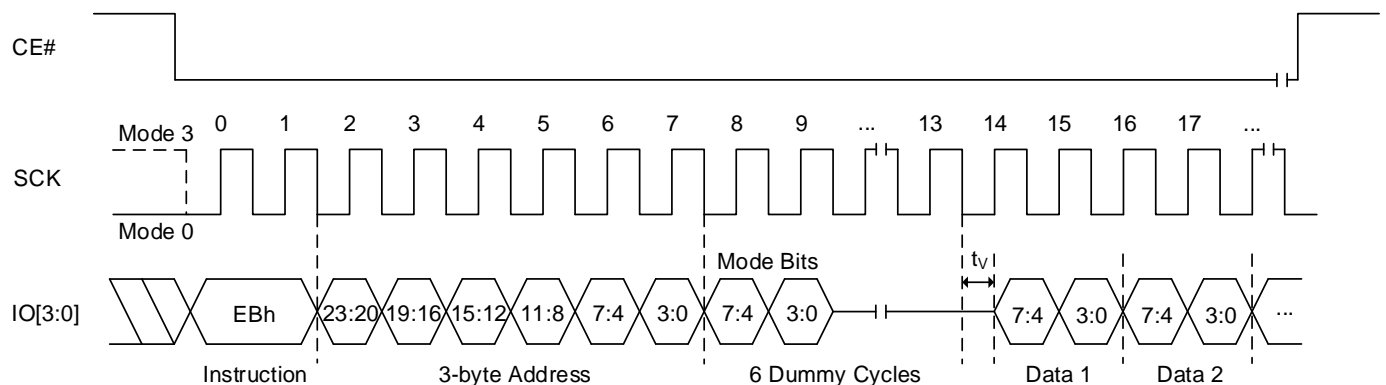 CE#
0 1 2 3 4 5 6 7 8 9 ... 13 14 15 16 17 ...
Mode 3
SCK
Mode 0
Mode Bits
tV
IO[3:0] EBh 23:20 19:16 15:12 11:8 7:4 3:0 7:4 3:0 7:4 3:0 7:4 3:0 ...
Instruction 3-byte Address 6 Dummy Cycles Data 1 Data 2